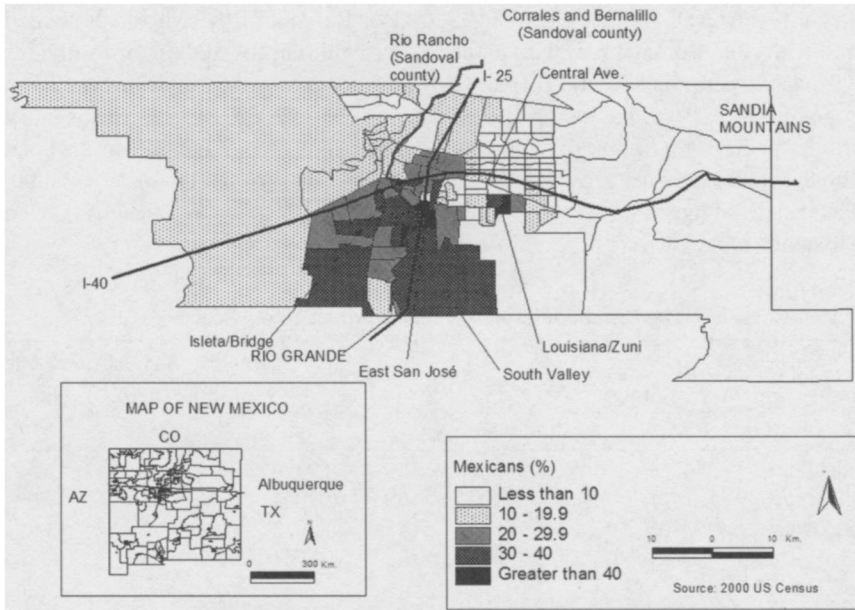 Corrales and Bernalillo
(Sandoval county)
Rio Rancho
(Sandoval
county)
I- 25
Central Ave.
SANDIA
MOUNTAINS
I-40
Isleta/Bridge
RIO GRANDE
East San José
South Valley
Louisiana/Zuni
MAP OF NEW MEXICO
CO
AZ
Albuquerque
TX
0 300 Km.
Mexicans (%)
Less than 10
10 - 19.9
20 - 29.9
30 - 40
Greater than 40
10 0 10 Km.
Source: 2000 US Census